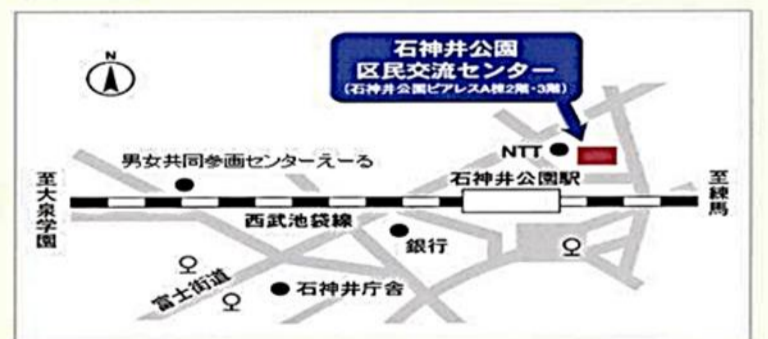 N
石神井公園
区民交流センター
(石神井公園ピアレスA棟2階・3階)
NTT
男女共同参画センターえーる
石神井公園駅
至大泉学園
至練馬
西武池袋線
銀行
富士街道
石神井庁舎